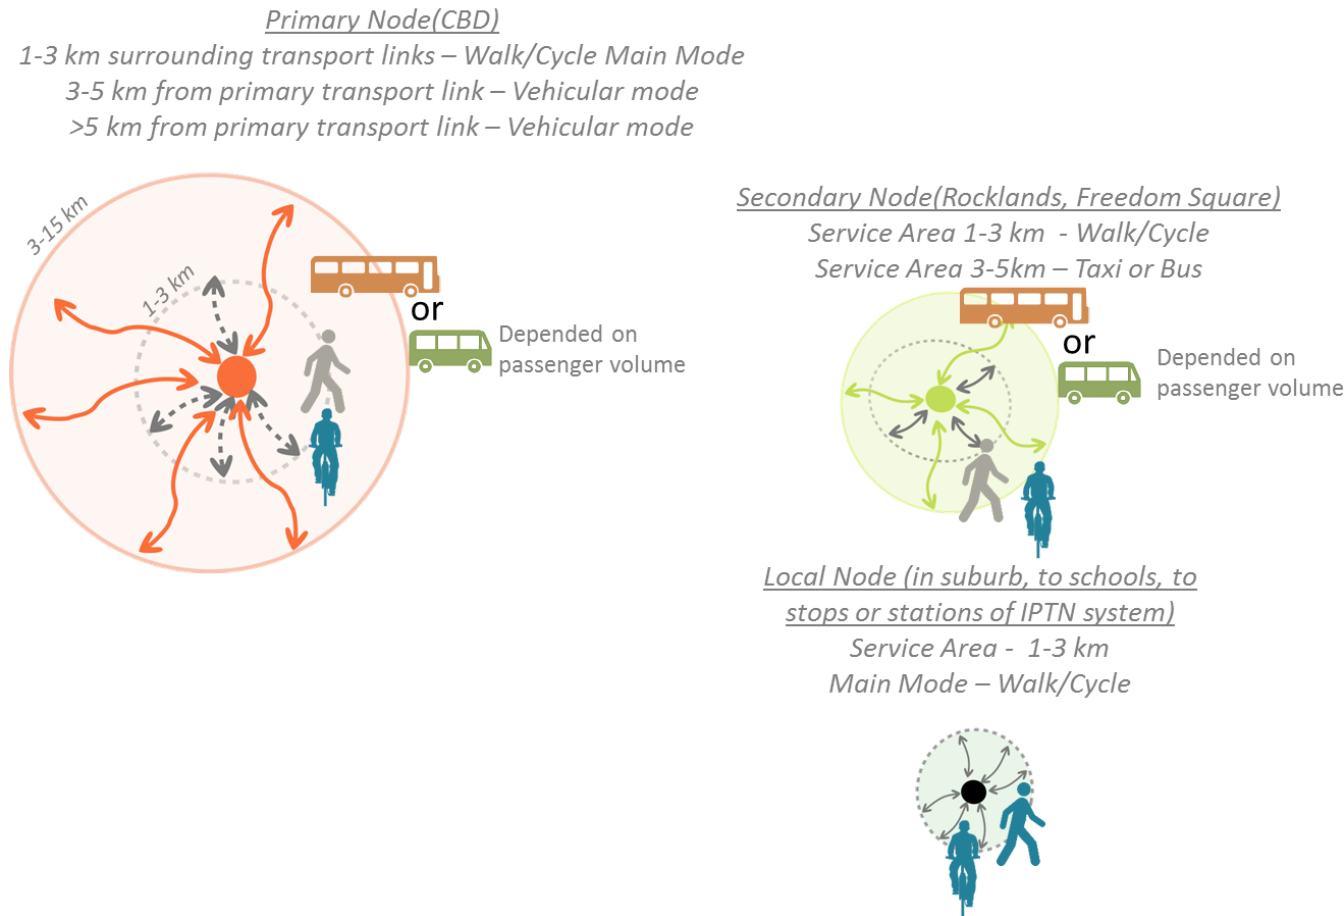 Primary Node(CBD)
1-3 km surrounding transport links – Walk/Cycle Main Mode
3-5 km from primary transport link – Vehicular mode
>5 km from primary transport link – Vehicular mode
3-15 km
1-3 km
or
Depended on
passenger volume
Secondary Node(Rocklands, Freedom Square)
Service Area 1-3 km  - Walk/Cycle
Service Area 3-5km – Taxi or Bus
or
Depended on
passenger volume
Local Node (in suburb, to schools, to
stops or stations of IPTN system)
Service Area -  1-3 km
Main Mode – Walk/Cycle